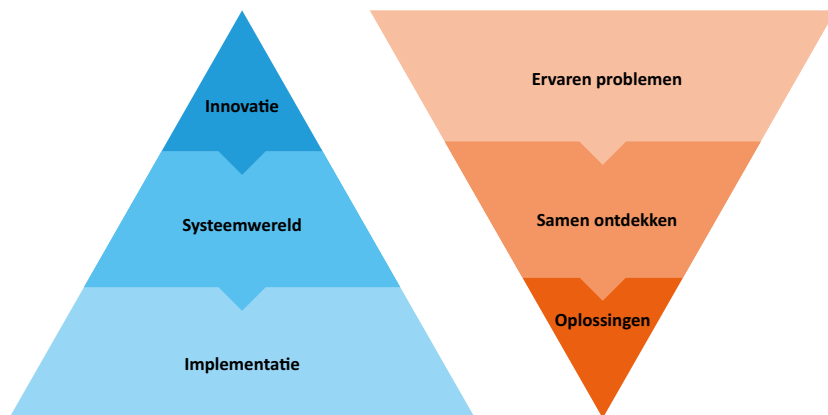 Innovatie
Systeemwereld
Implementatie
Ervaren problemen
Samen ontdekken
Oplossingen